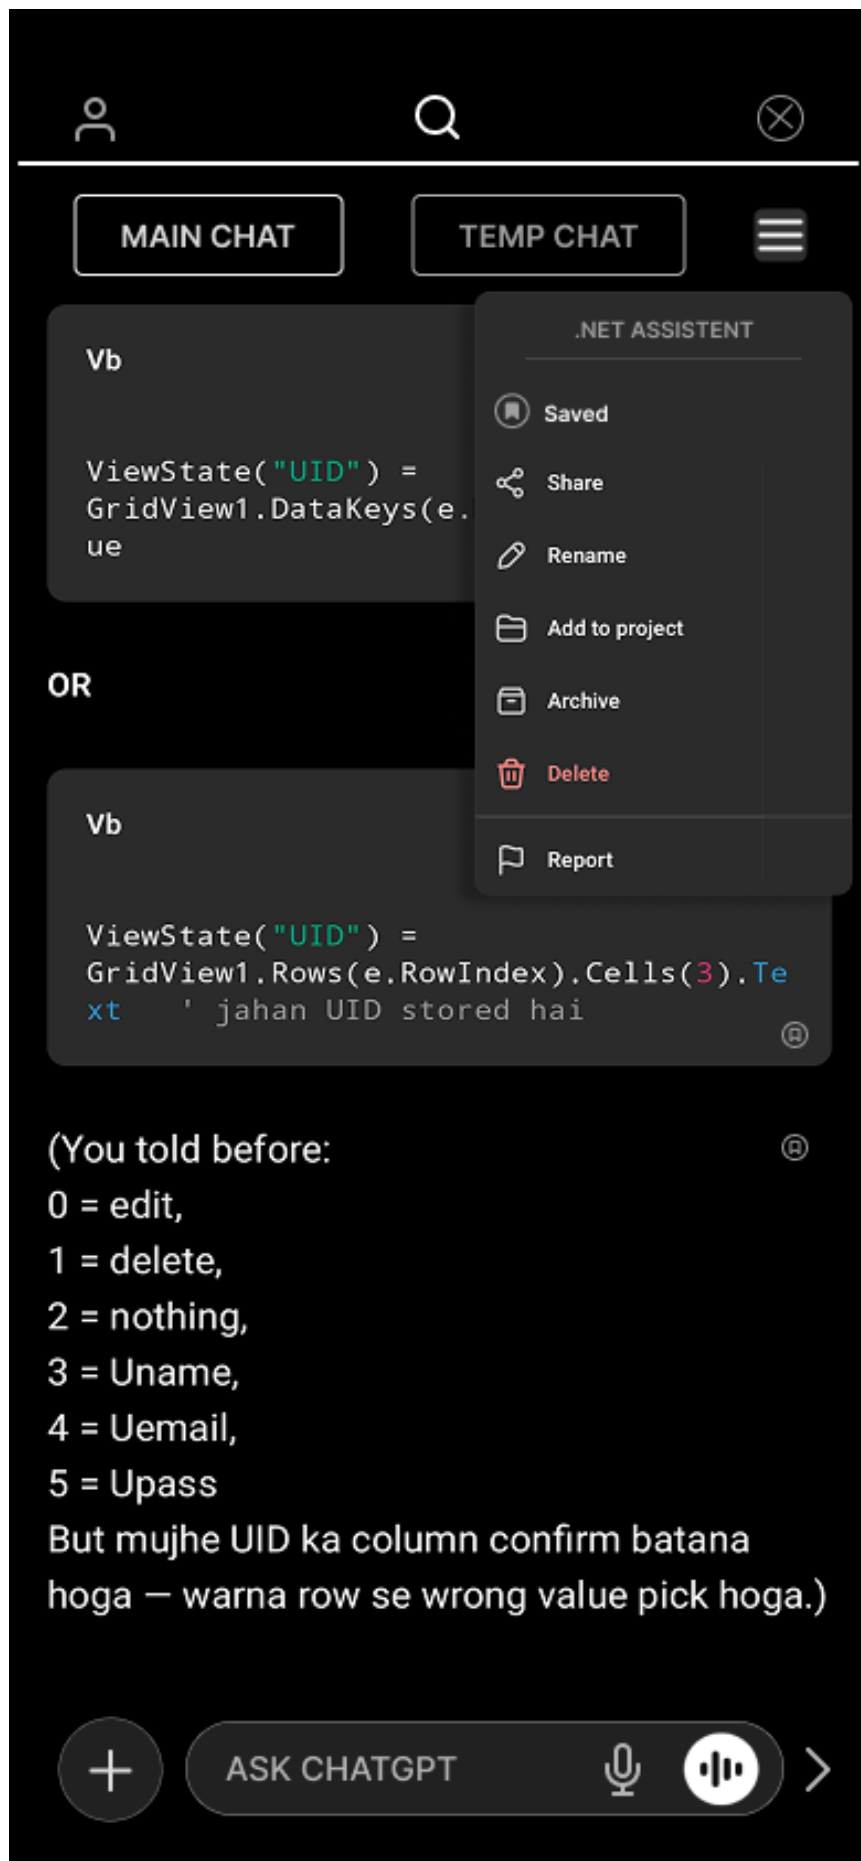 MAIN CHAT
TEMP CHAT
.NET ASSISTENT
Saved
Share
Rename
Add to project
Archive
Delete
Report
Vb
ViewState("UID") =
GridView1.DataKeys(e.
ue
OR
Vb
ViewState("UID") =
GridView1.Rows(e.RowIndex).Cells(3).Te
xt   ' jahan UID stored hai
(You told before:
0 = edit,
1 = delete,
2 = nothing,
3 = Uname,
4 = Uemail,
5 = Upass
But mujhe UID ka column confirm batana
hoga — warna row se wrong value pick hoga.)
ASK CHATGPT